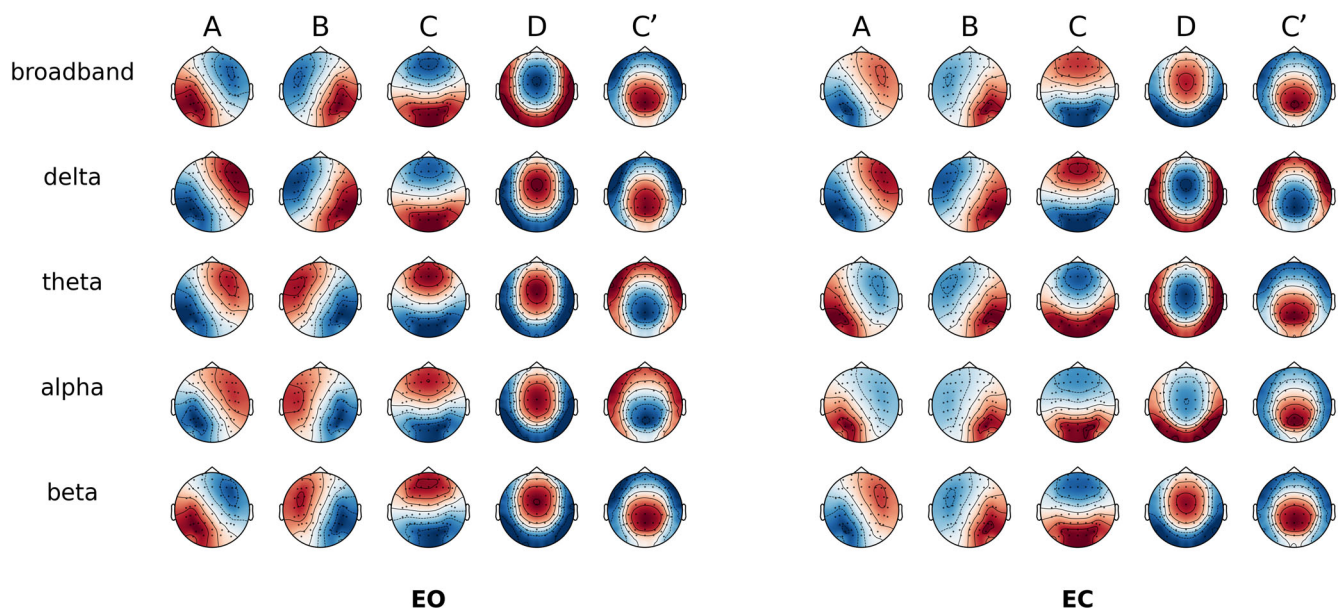 A B C D C’ A B C D C’
broadband
delta
theta
alpha
beta
EO EC